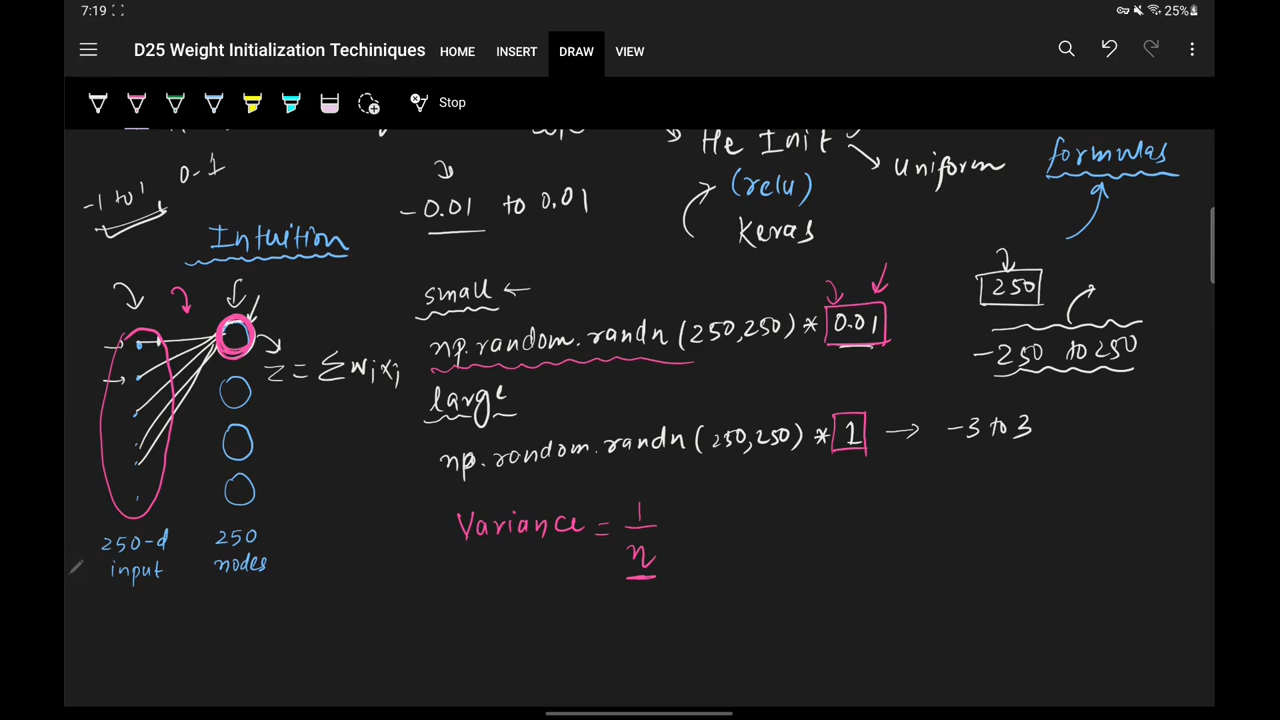 7:19
25%
D25 Weight Initialization Techiniques
HOME INSERT DRAW VIEW
Stop
He Init
Uniform
formulas
(relu)
Keras
0-1
-1 to 1
-0.01 to 0.01
Intuition
small ←
np.random.randn(250,250) * 0.01
250
-250 to 250
z = Σwixi
large
np.random.randn(250,250) * 1 → -3 to 3
Variance = 1/n
250-d input
250 nodes